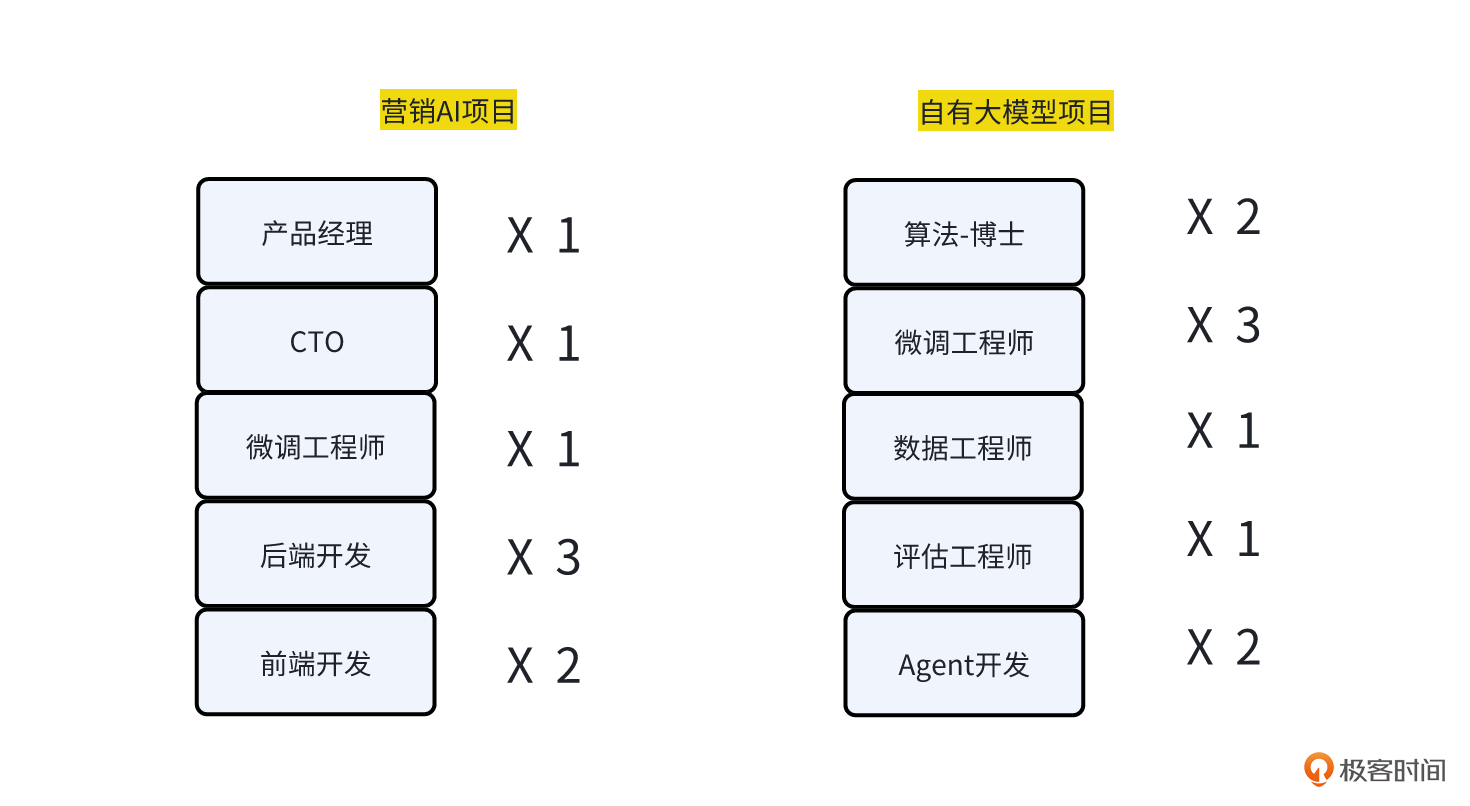 营销AI项目
产品经理 X 1
CTO X 1
微调工程师 X 1
后端开发 X 3
前端开发 X 2
自有大模型项目
算法-博士 X 2
微调工程师 X 3
数据工程师 X 1
评估工程师 X 1
Agent开发 X 2
极客时间